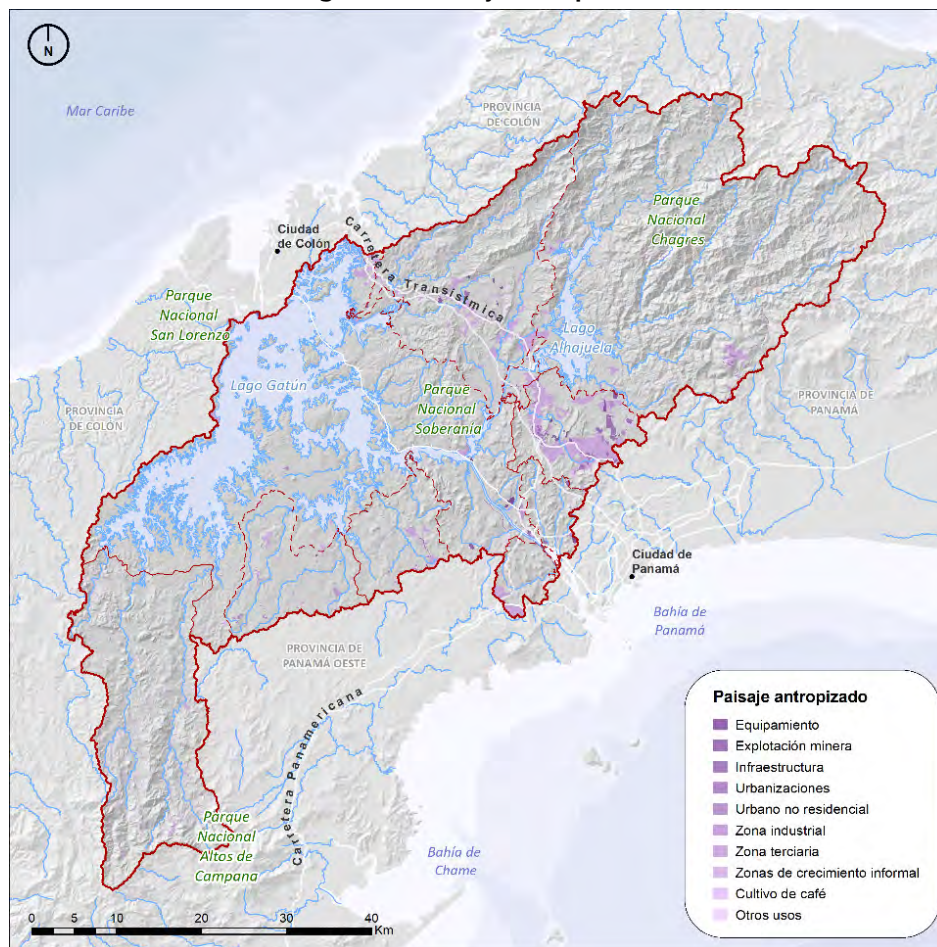 N
Mar Caribe
PROVINCIA
DE COLÓN
Parque
Nacional
Chagres
Ciudad
de Colón
Carretera Transístmica
Parque
Nacional
San Lorenzo
Lago
Alhajuela
Lago Gatún
Parque
Nacional
Soberanía
PROVINCIA DE
PANAMÁ
PROVINCIA
DE COLÓN
Ciudad de
Panamá
Bahía de
Panamá
PROVINCIA DE
PANAMÁ OESTE
Carretera Panamericana
Parque
Nacional
Altos de
Campana
Bahía de
Chame
Paisaje antropizado
Equipamiento
Explotación minera
Infraestructura
Urbanizaciones
Urbano no residencial
Zona industrial
Zona terciaria
Zonas de crecimiento informal
Cultivo de café
Otros usos
0 5 10 20 30 40
Km